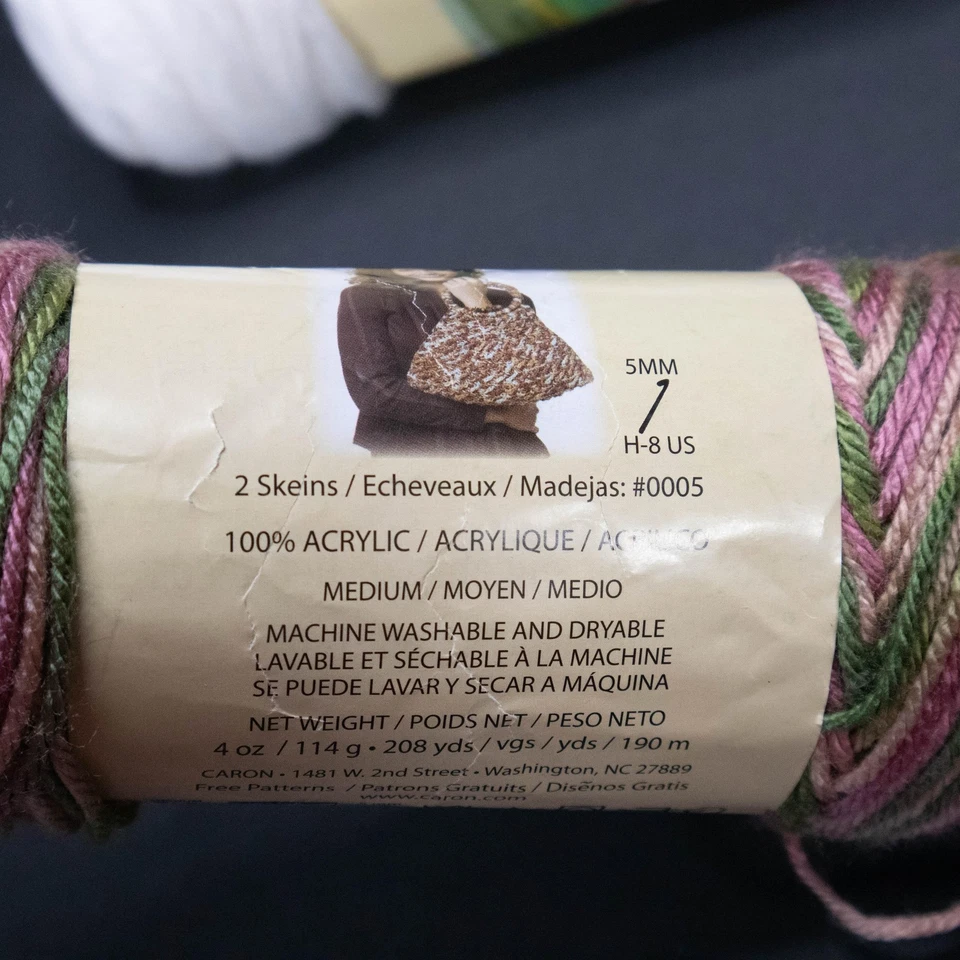 5MM
H-8 US
2 Skeins / Echeveaux / Madejas: #0005
100% ACRYLIC / ACRYLIQUE / ACRÍLICO
MEDIUM / MOYEN / MEDIO
MACHINE WASHABLE AND DRYABLE
LAVABLE ET SÉCHABLE À LA MACHINE
SE PUEDE LAVAR Y SECAR A MÁQUINA
NET WEIGHT / POIDS NET / PESO NETO
4 oz / 114 g • 208 yds / vgs / yds / 190 m
CARON • 1481 W. 2nd Street • Washington, NC 27889
Free Patterns / Patrons Gratuits / Diseños Gratis
www.caron.com